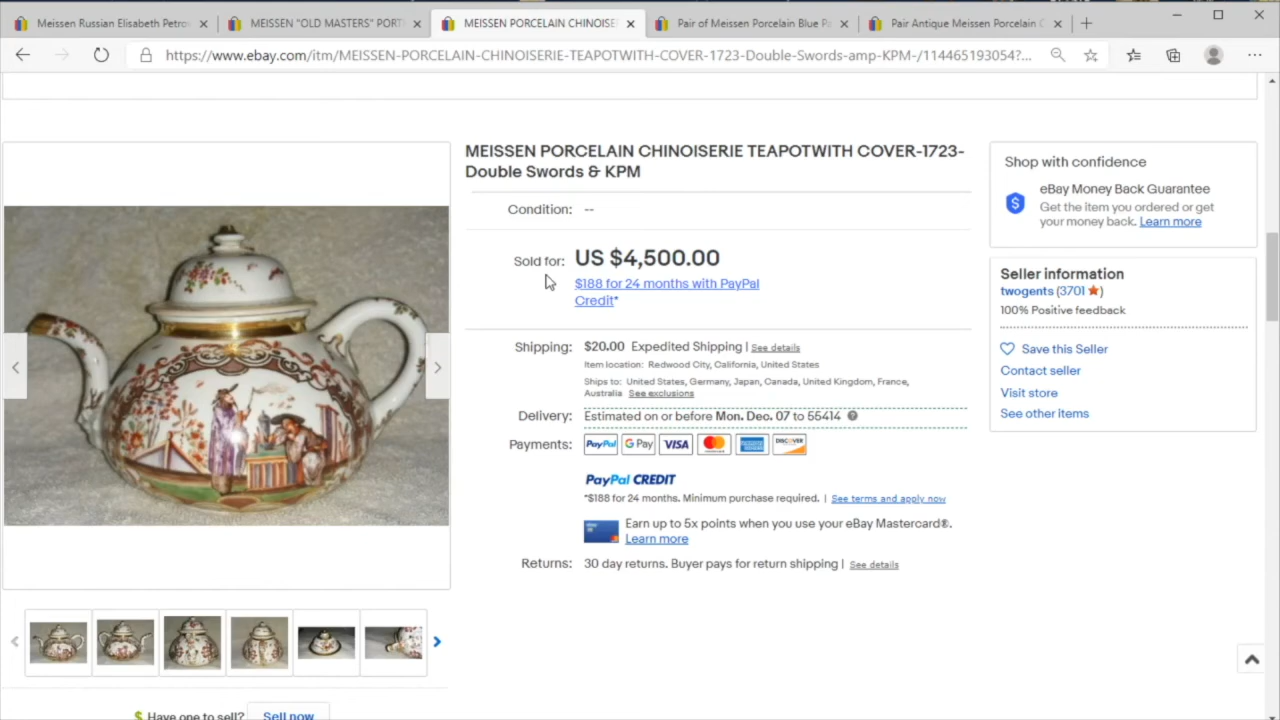 Meissen Russian Elisabeth Petrov
MEISSEN "OLD MASTERS" PORT
MEISSEN PORCELAIN CHINOISE
Pair of Meissen Porcelain Blue Pa
Pair Antique Meissen Porcelain C
https://www.ebay.com/itm/MEISSEN-PORCELAIN-CHINOISERIE-TEAPOTWITH-COVER-1723-Double-Swords-amp-KPM-/114465193054?...
MEISSEN PORCELAIN CHINOISERIE TEAPOTWITH COVER-1723-
Double Swords & KPM
Condition: --
Sold for: US $4,500.00
$188 for 24 months with PayPal
Credit*
Shipping: $20.00 Expedited Shipping | See details
Item location: Redwood City, California, United States
Ships to: United States, Germany, Japan, Canada, United Kingdom, France,
Australia See exclusions
Delivery: Estimated on or before Mon. Dec. 07 to 55414
Payments: PayPal G Pay VISA MasterCard AMERICAN EXPRESS DISCOVER
PayPal CREDIT
*$188 for 24 months. Minimum purchase required. | See terms and apply now
Earn up to 5x points when you use your eBay Mastercard®.
Learn more
Returns: 30 day returns. Buyer pays for return shipping | See details
Shop with confidence
eBay Money Back Guarantee
Get the item you ordered or get
your money back. Learn more
Seller information
twogents (3701)
100% Positive feedback
Save this Seller
Contact seller
Visit store
See other items
$ Have one to sell? Sell now